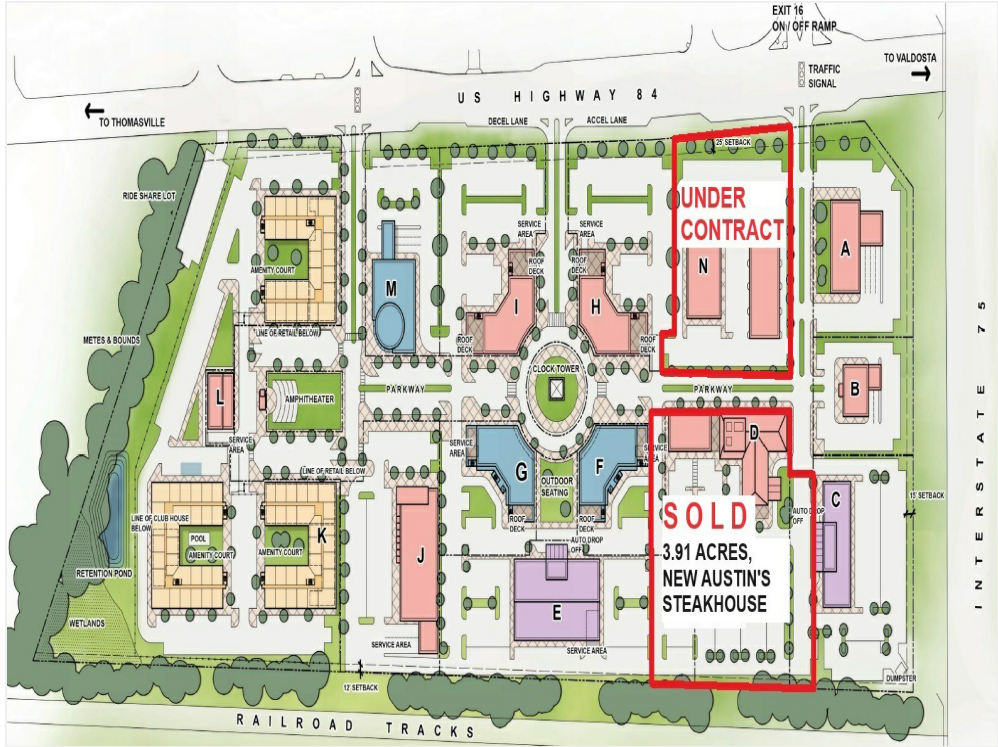 EXIT 16
ON / OFF RAMP
TO VALDOSTA
TRAFFIC
SIGNAL
US HIGHWAY 84
TO THOMASVILLE
DECEL LANE
ACCEL LANE
25' SETBACK
RIDE SHARE LOT
UNDER
CONTRACT
SERVICE
AREA
SERVICE
AREA
A
AMENITY COURT
ROOF
DECK
ROOF
DECK
N
M
I
H
INTERSTATE 75
LINE OF RETAIL BELOW
ROOF
DECK
ROOF
DECK
METES & BOUNDS
CLOCK TOWER
PARKWAY
PARKWAY
B
L
AMPHITHEATER
D
SERVICE
AREA
SERVICE
AREA
SERVICE
AREA
LINE OF RETAIL BELOW
G
F
OUTDOOR
SEATING
C
15' SETBACK
LINE OF CLUB HOUSE
BELOW
ROOF
DECK
ROOF
DECK
SOLD
AUTO DROP
OFF
POOL
AMENITY COURT
AMENITY COURT
K
J
AUTO DROP
OFF
3.91 ACRES,
NEW AUSTIN'S
STEAKHOUSE
RETENTION POND
E
WETLANDS
SERVICE AREA
SERVICE AREA
DUMPSTER
12' SETBACK
RAILROAD TRACKS